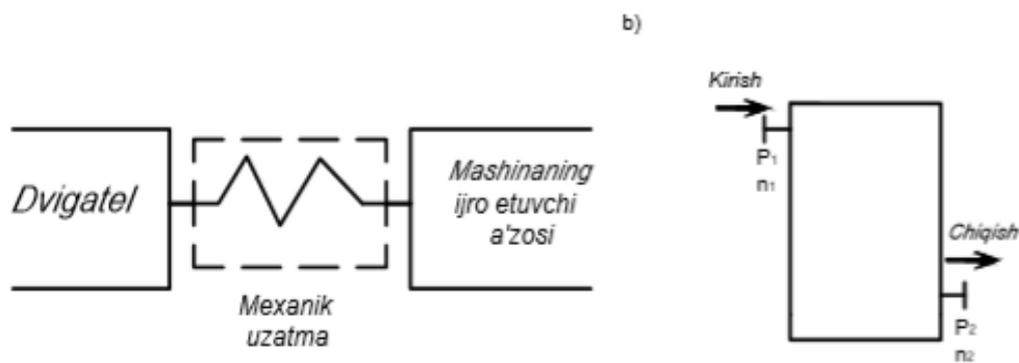 b)
Dvigatel
Mexanik
uzatma
Mashinaning
ijro etuvchi
a'zosi
Kirish
P₁
n₁
Chiqish
P₂
n₂